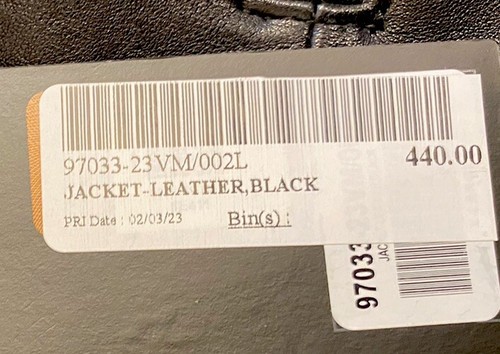 97033-23VM/002L 440.00
JACKET-LEATHER,BLACK
PRI Date : 02/03/23 Bin(s) :
97033
JAC